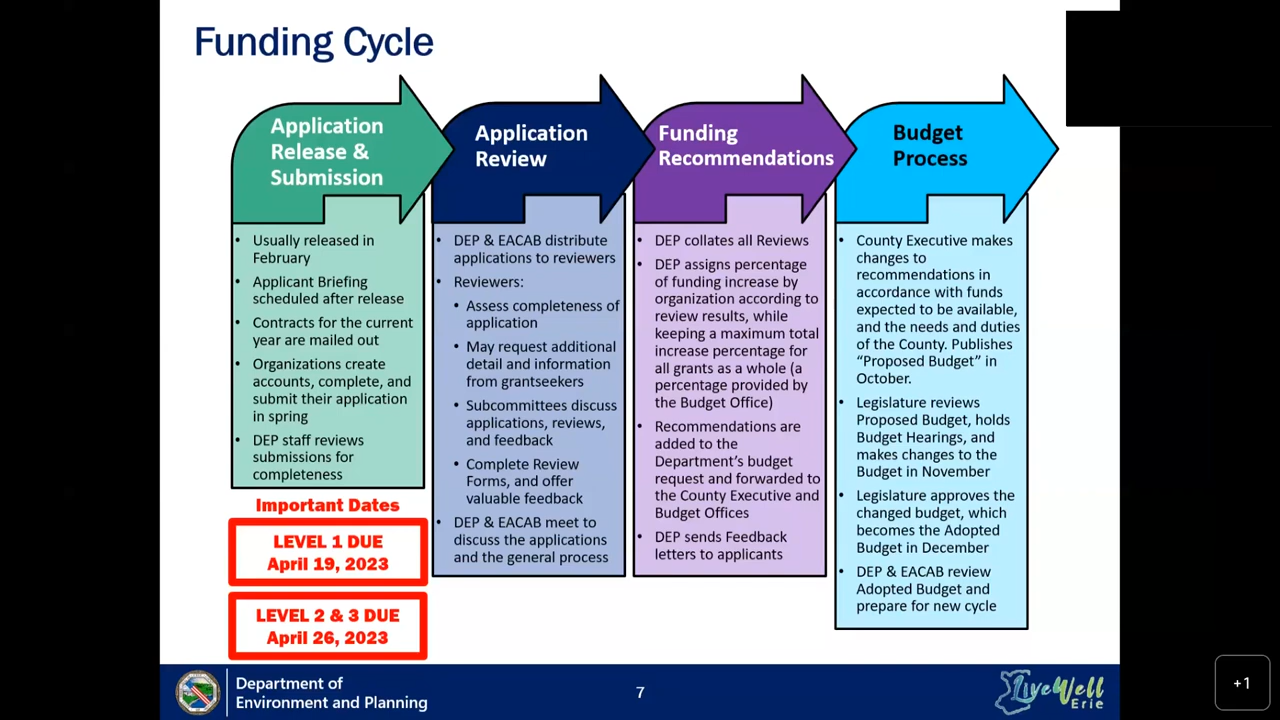 Funding Cycle
Application
Release &
Submission
• Usually released in
February
• Applicant Briefing
scheduled after release
• Contracts for the current
year are mailed out
• Organizations create
accounts, complete, and
submit their application
in spring
• DEP staff reviews
submissions for
completeness
Important Dates
LEVEL 1 DUE
April 19, 2023
LEVEL 2 & 3 DUE
April 26, 2023
Application
Review
• DEP & EACAB distribute
applications to reviewers
• Reviewers:
• Assess completeness of
application
• May request additional
detail and information
from grantseekers
• Subcommittees discuss
applications, reviews,
and feedback
• Complete Review
Forms, and offer
valuable feedback
• DEP & EACAB meet to
discuss the applications
and the general process
Funding
Recommendations
• DEP collates all Reviews
• DEP assigns percentage
of funding increase by
organization according to
review results, while
keeping a maximum total
increase percentage for
all grants as a whole (a
percentage provided by
the Budget Office)
• Recommendations are
added to the
Department’s budget
request and forwarded to
the County Executive and
Budget Offices
• DEP sends Feedback
letters to applicants
Budget
Process
• County Executive makes
changes to
recommendations in
accordance with funds
expected to be available,
and the needs and duties
of the County. Publishes
“Proposed Budget” in
October.
• Legislature reviews
Proposed Budget, holds
Budget Hearings, and
makes changes to the
Budget in November
• Legislature approves the
changed budget, which
becomes the Adopted
Budget in December
• DEP & EACAB review
Adopted Budget and
prepare for new cycle
Department of
Environment and Planning
7
LiveWell
Erie
+1